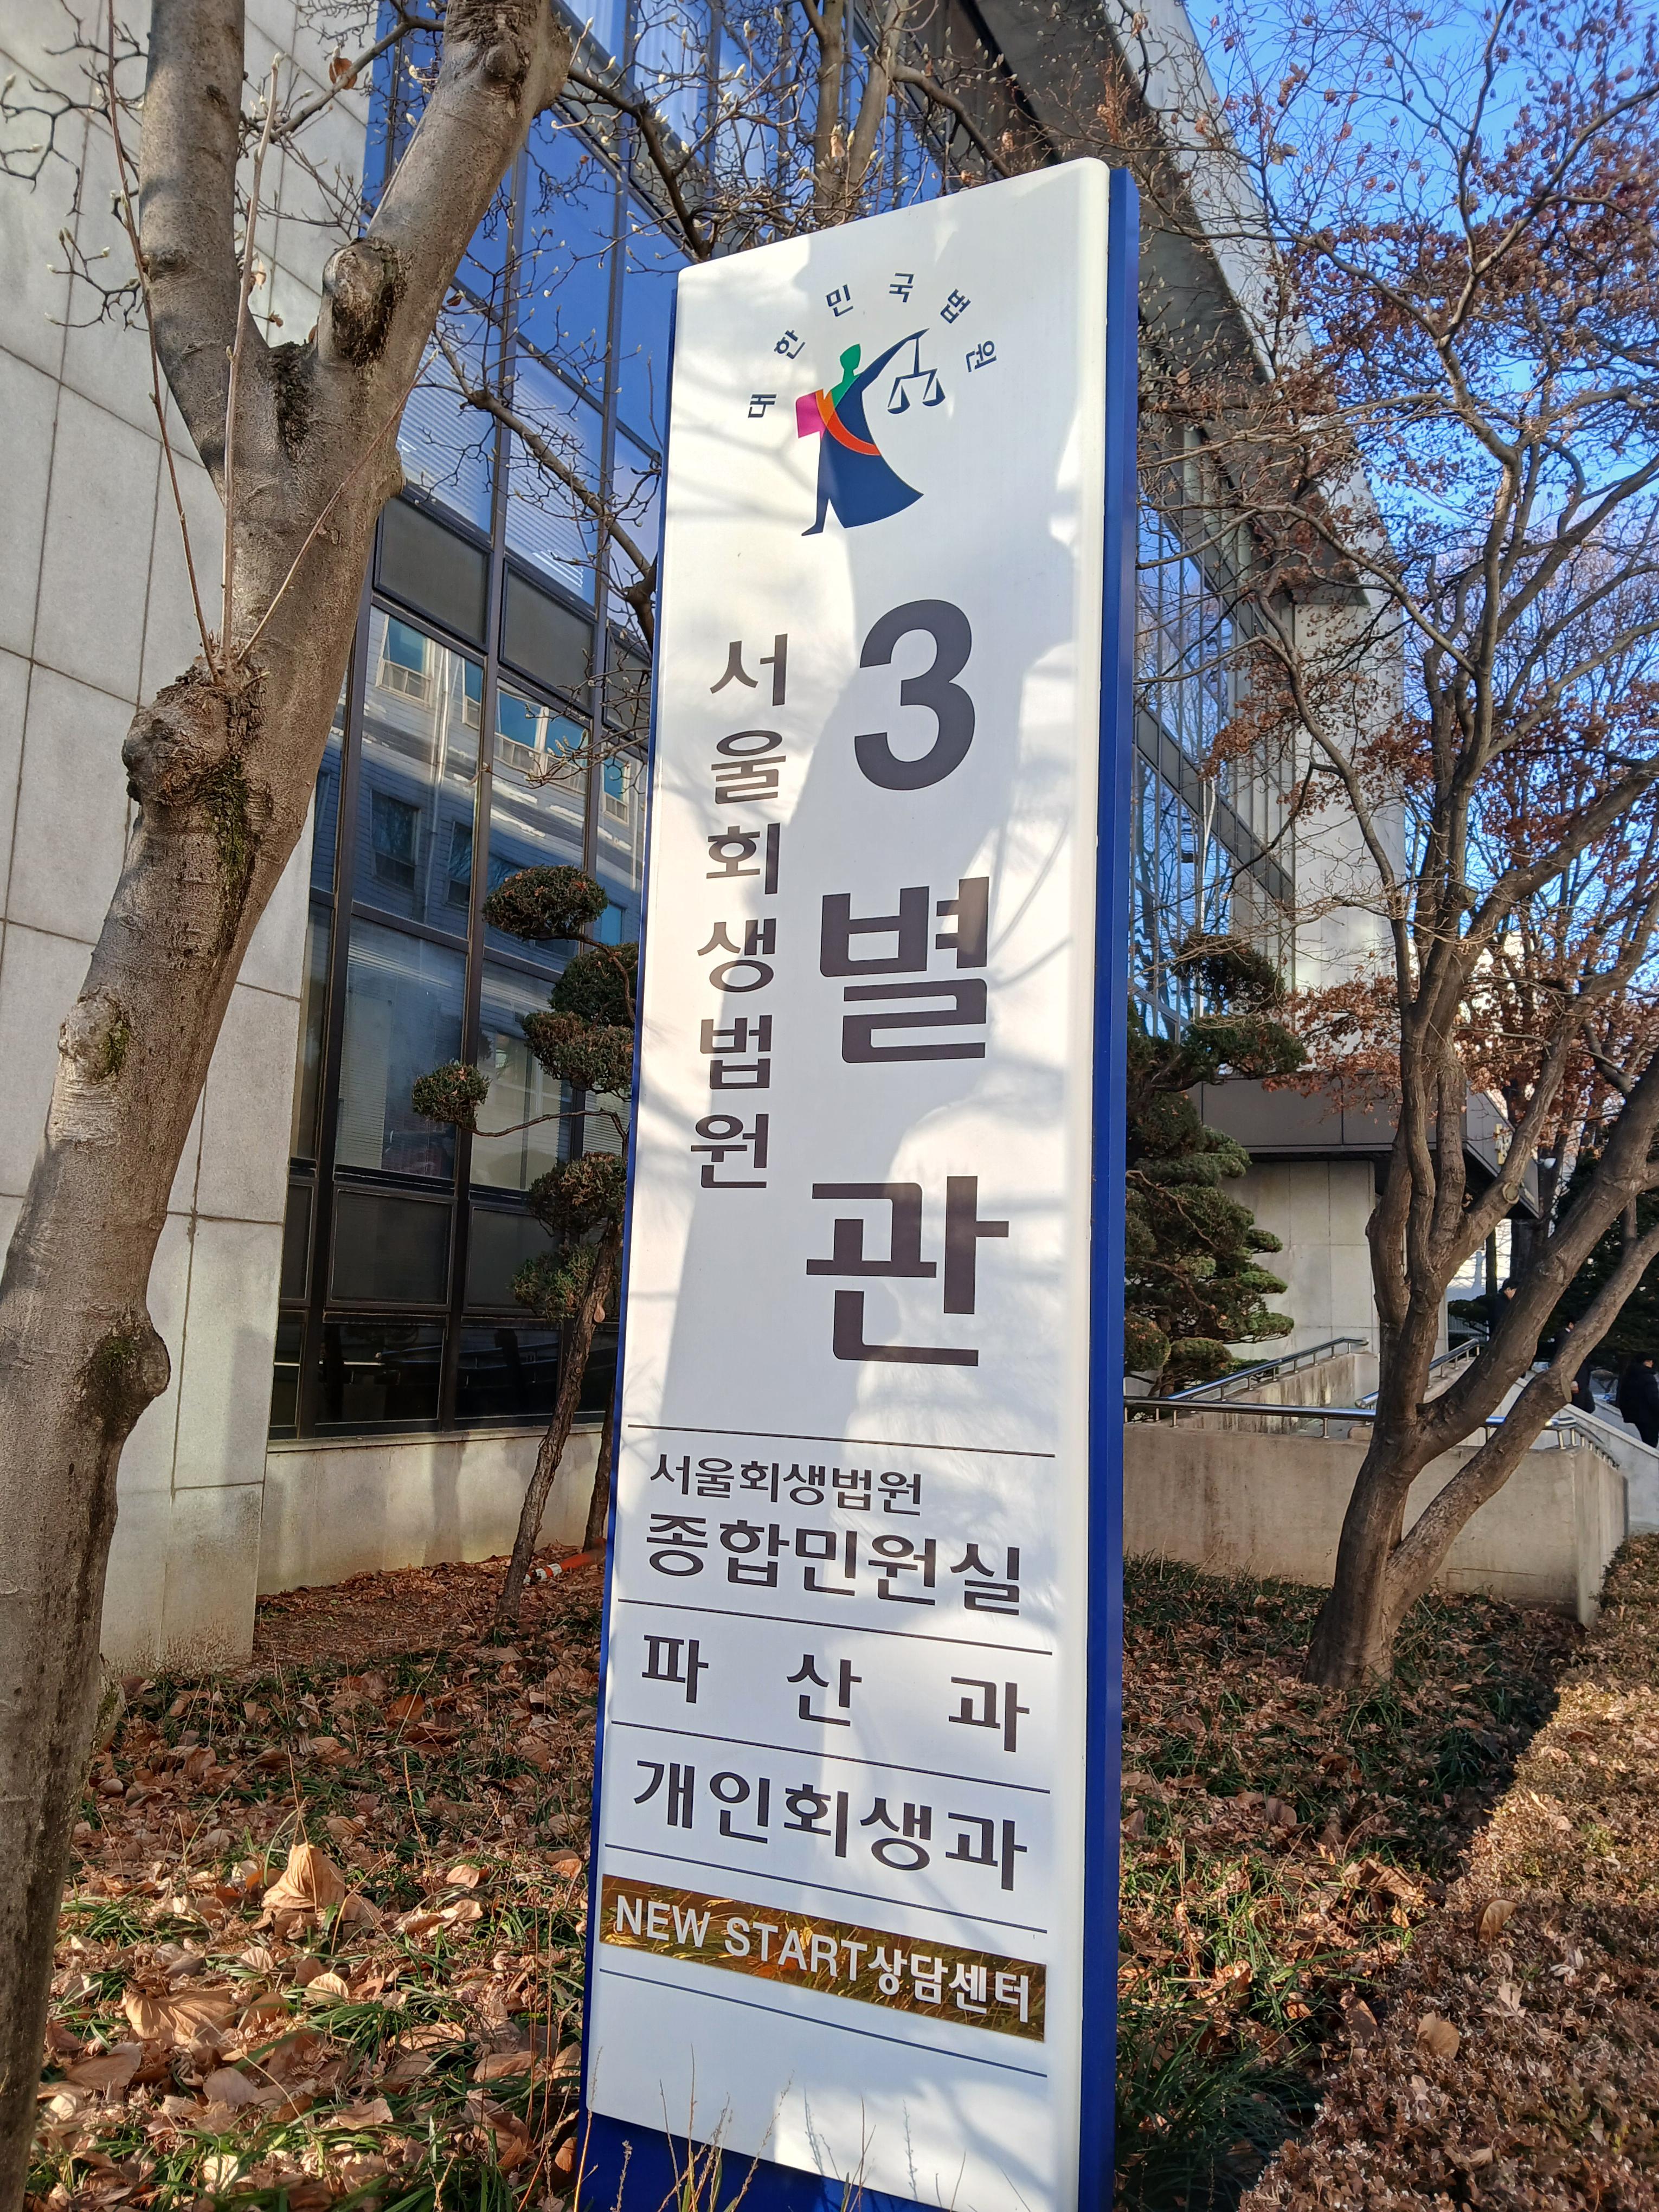 대한민국법원
서울회생법원
3별관
서울회생법원
종합민원실
파산과
개인회생과
NEW START상담센터